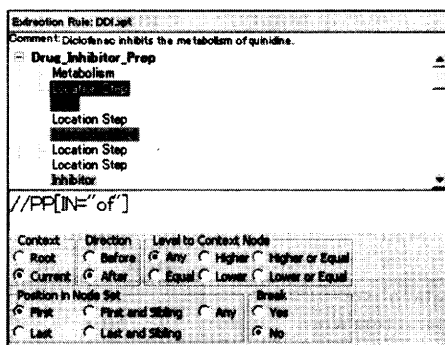 Extraction Rule: DDI.xpt
Comment: Diclofenac inhibits the metabolism of quinidine.
Drug_Inhibitor_Prep
Metabolism
Location Step
Location Step
Location Step
Location Step
Inhibitor
//PP[IN="of"]
Context Direction Level to Context Node
Root Before Any Higher Higher or Equal
Current After Equal Lower Lower or Equal
Position in Node Set Break
First First and Sibling Any Yes
Last Last and Sibling No